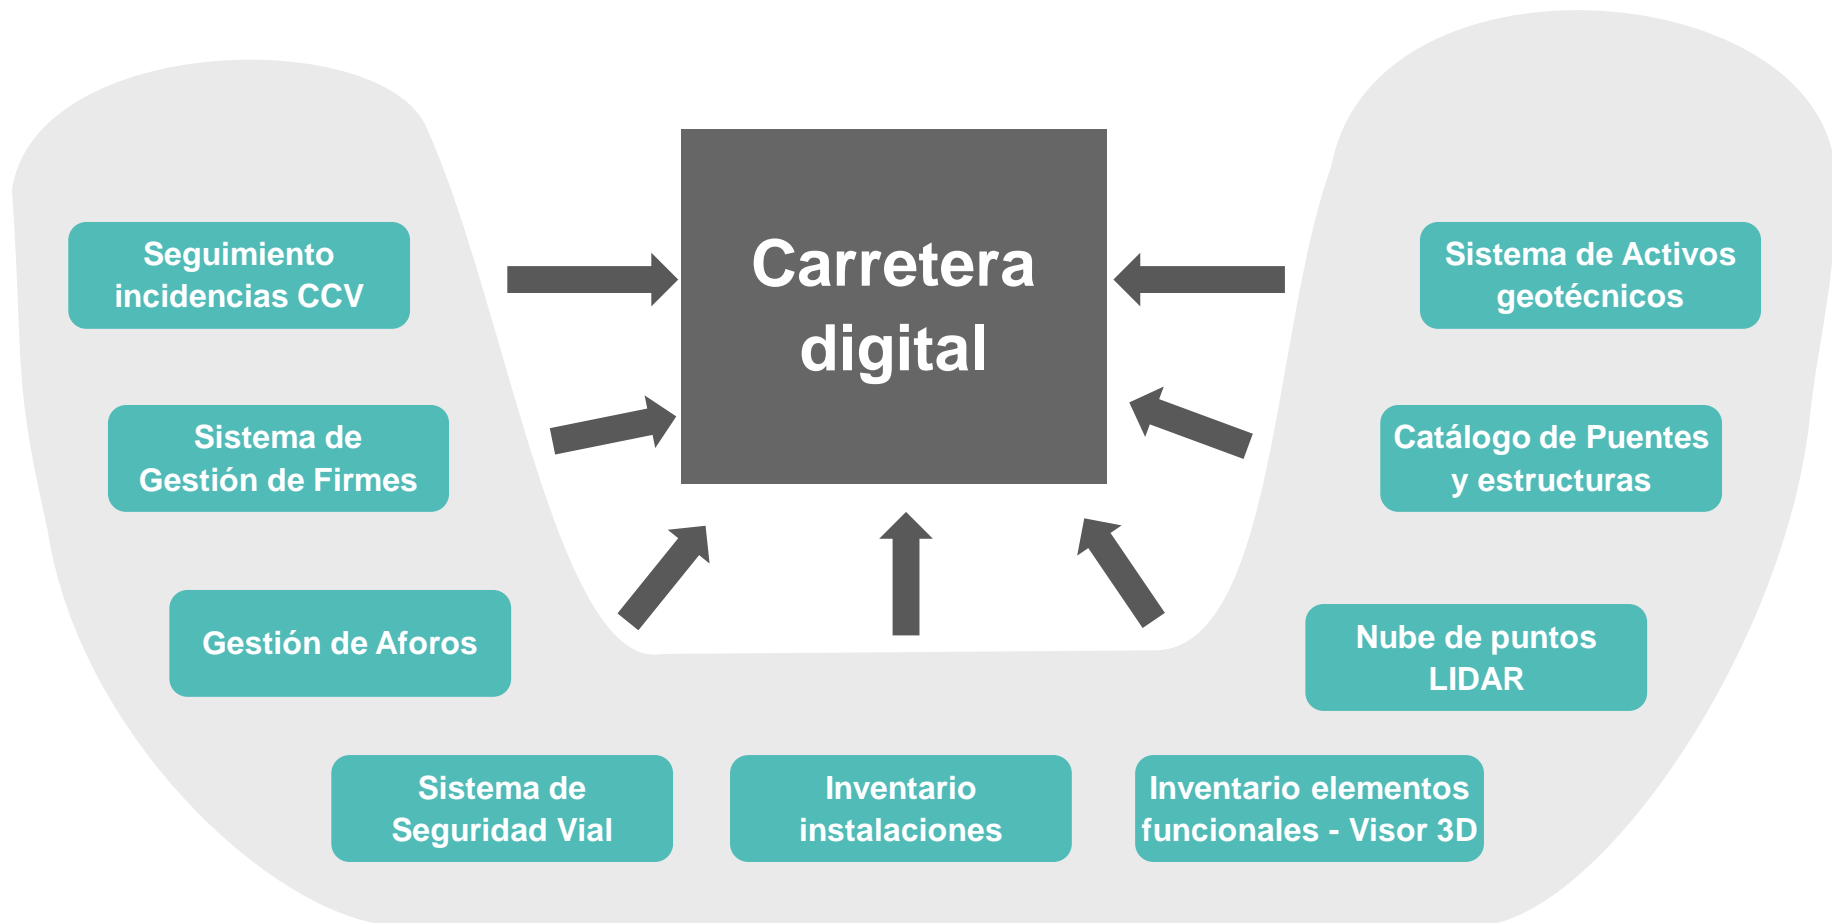 Carretera
digital
Seguimiento
incidencias CCV
Sistema de
Gestión de Firmes
Gestión de Aforos
Sistema de
Seguridad Vial
Inventario
instalaciones
Inventario elementos
funcionales - Visor 3D
Nube de puntos
LIDAR
Catálogo de Puentes
y estructuras
Sistema de Activos
geotécnicos